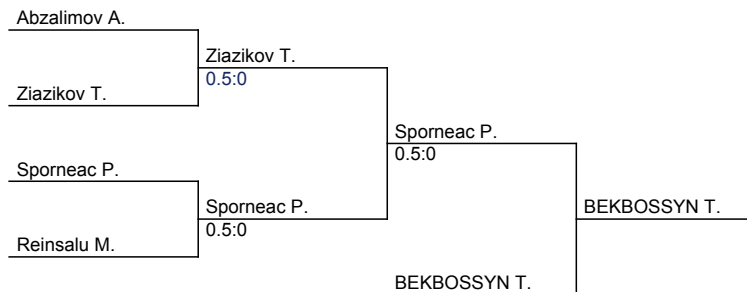 Abzalimov A.
Ziazikov T.
0.5:0
Ziazikov T.
Sporneac P.
0.5:0
Sporneac P.
Sporneac P.
0.5:0
BEKBOSSYN T.
Reinsalu M.
BEKBOSSYN T.